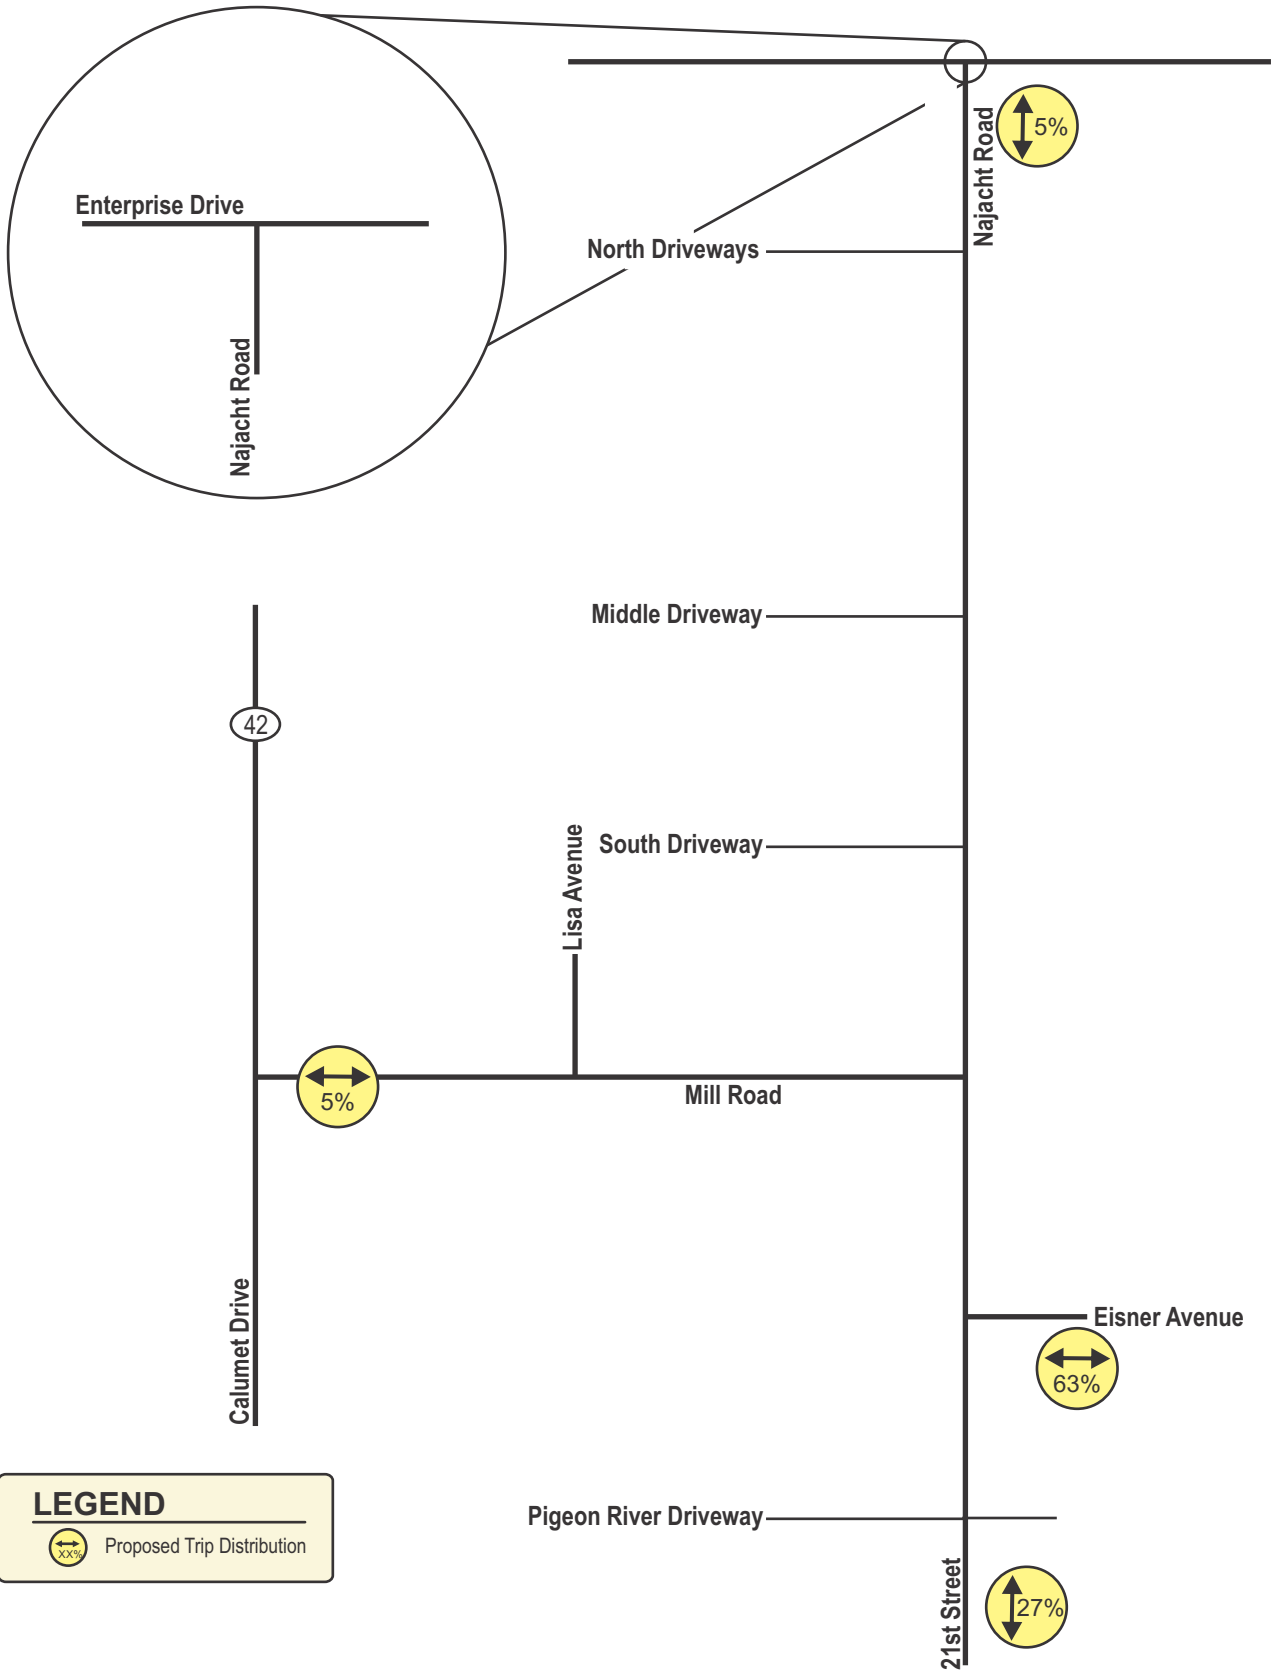 5%
Najacht Road
Enterprise Drive
North Driveways
Najacht Road
Middle Driveway
42
Lisa Avenue
South Driveway
5%
Mill Road
Calumet Drive
Eisner Avenue
63%
LEGEND
XX%
Proposed Trip Distribution
Pigeon River Driveway
21st Street
27%